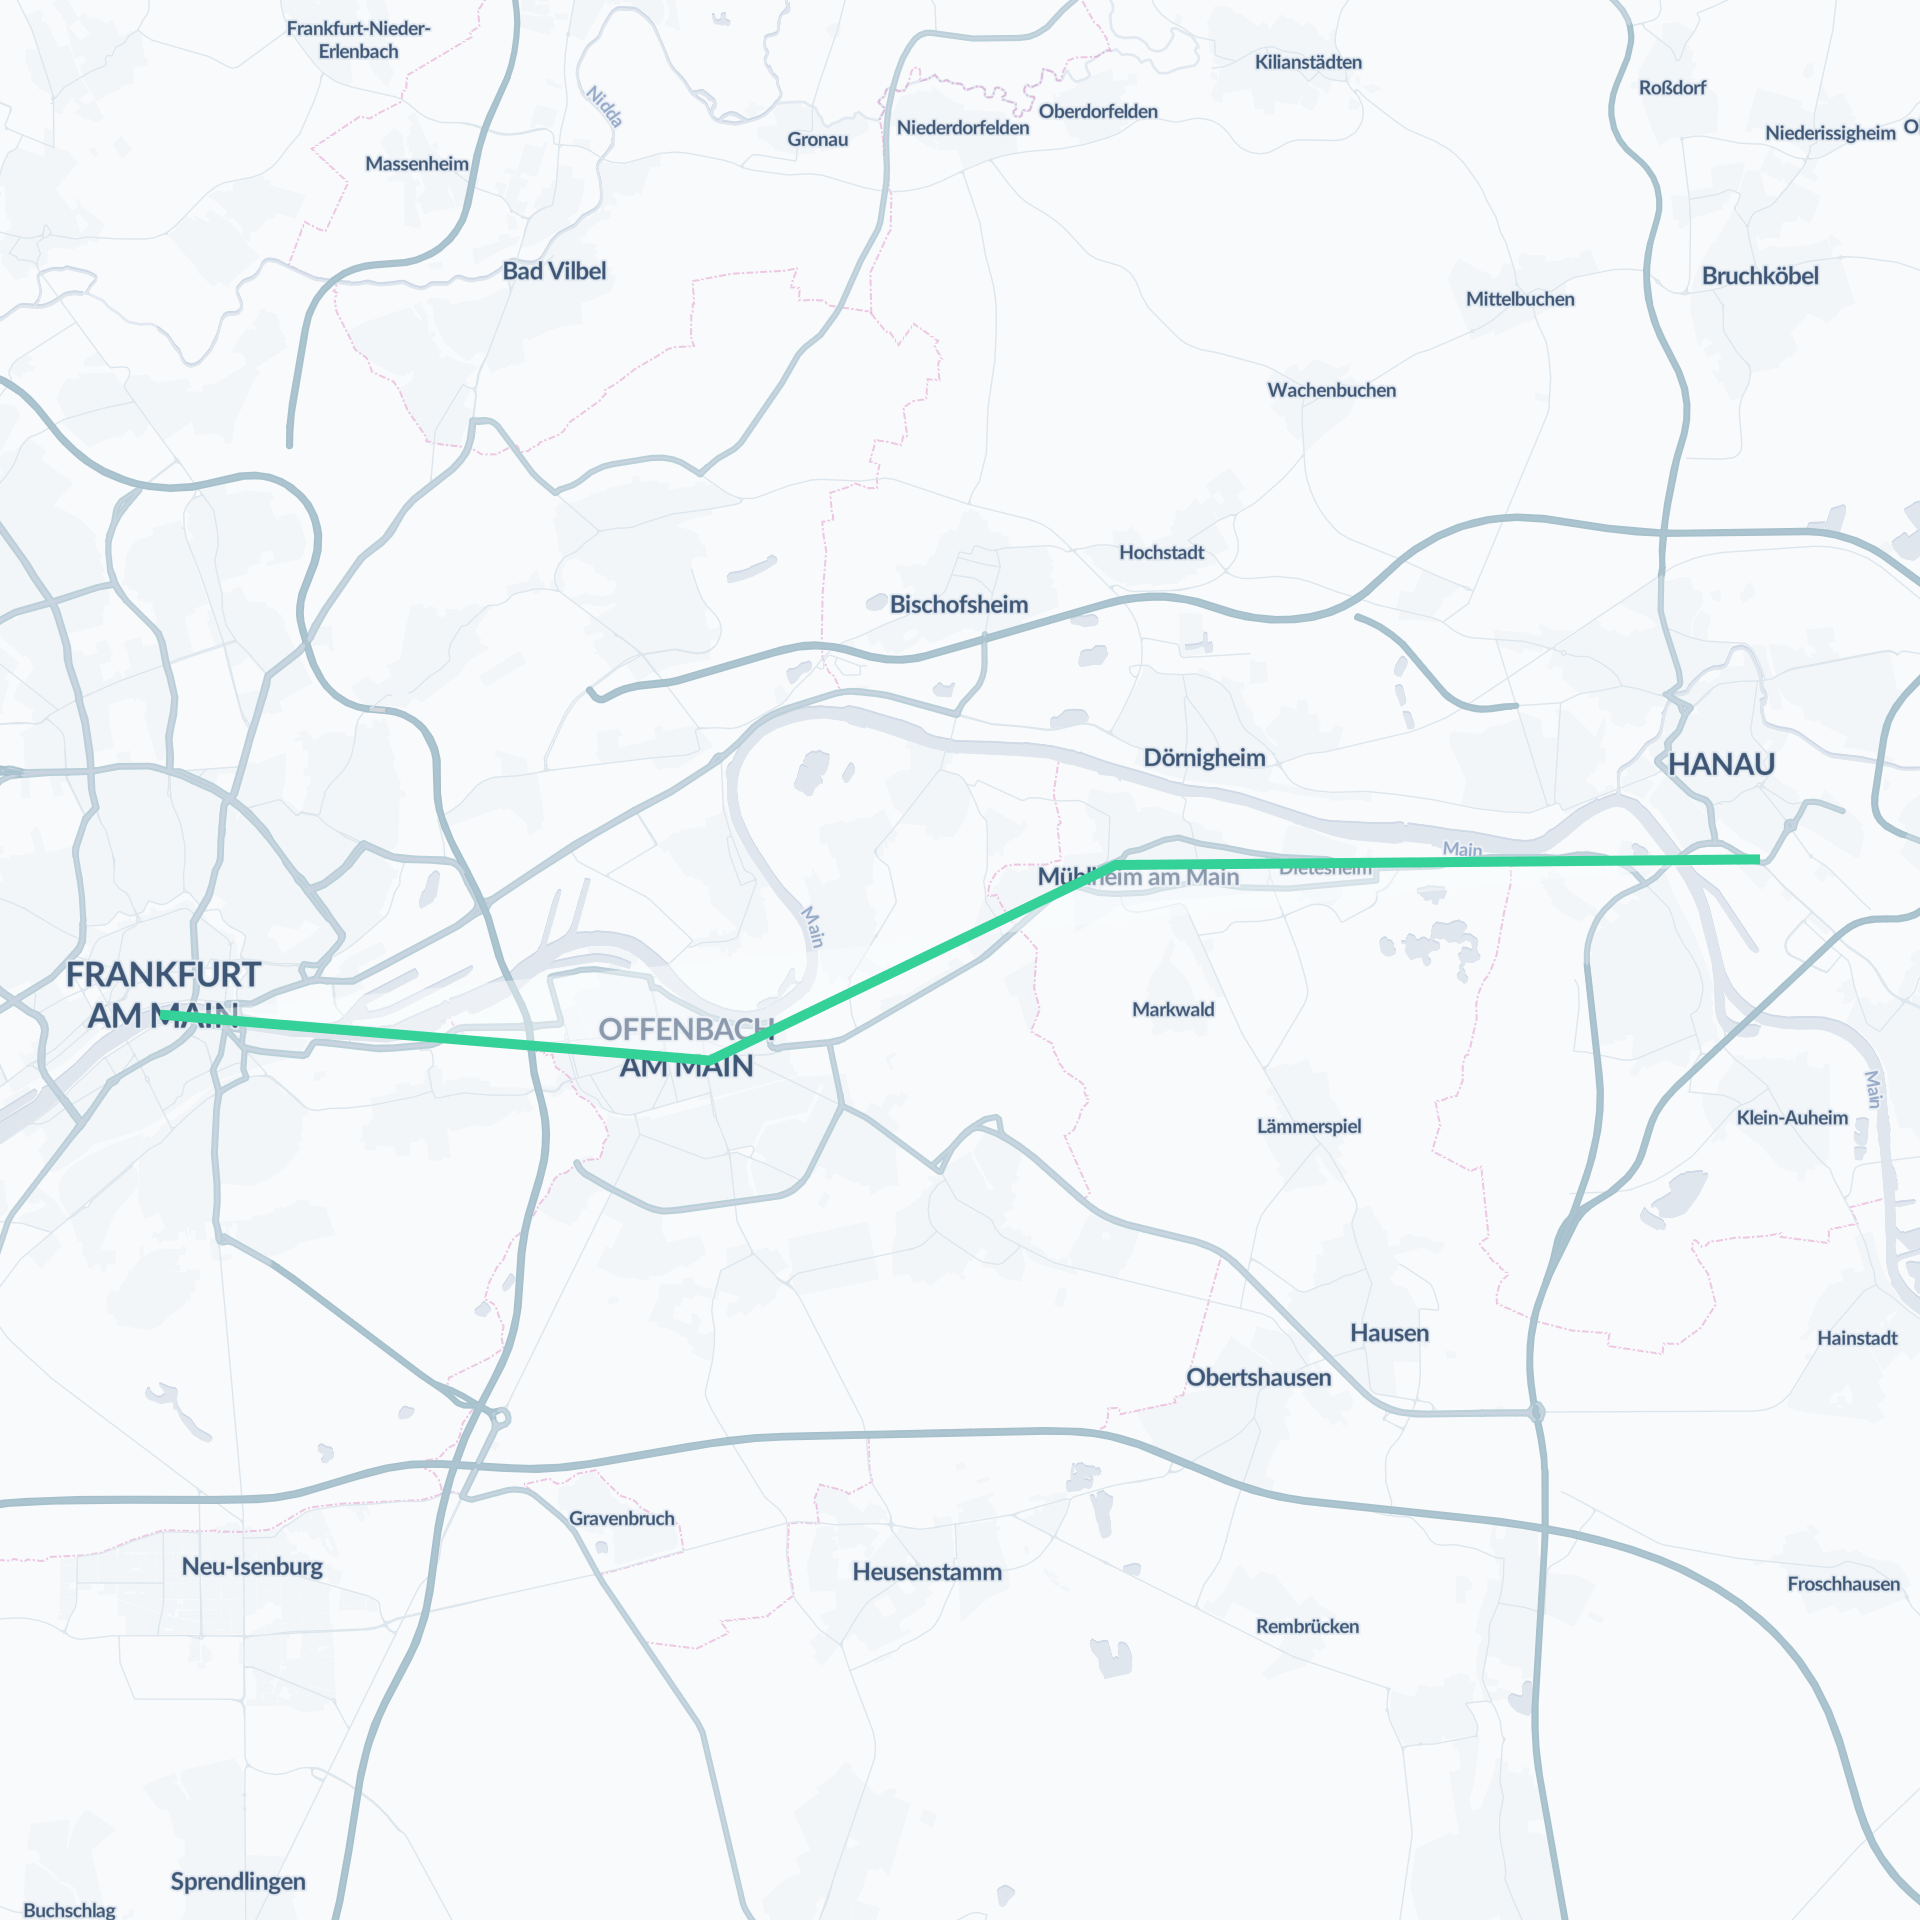 Frankfurt-Nieder-
Erlenbach
Kilianstädten
Roßdorf
Nidda
Oberdorfelden
Niederdorfelden
Gronau
Niederissigheim
Massenheim
Bad Vilbel
Bruchköbel
Mittelbuchen
Wachenbuchen
Hochstadt
Bischofsheim
Dörnigheim
HANAU
Main
Mühlheim am Main
Dietesheim
Main
FRANKFURT
AM MAIN
Markwald
OFFENBACH
AM MAIN
Main
Klein-Auheim
Lämmerspiel
Hausen
Hainstadt
Obertshausen
Gravenbruch
Neu-Isenburg
Heusenstamm
Froschhausen
Rembrücken
Sprendlingen
Buchschlag